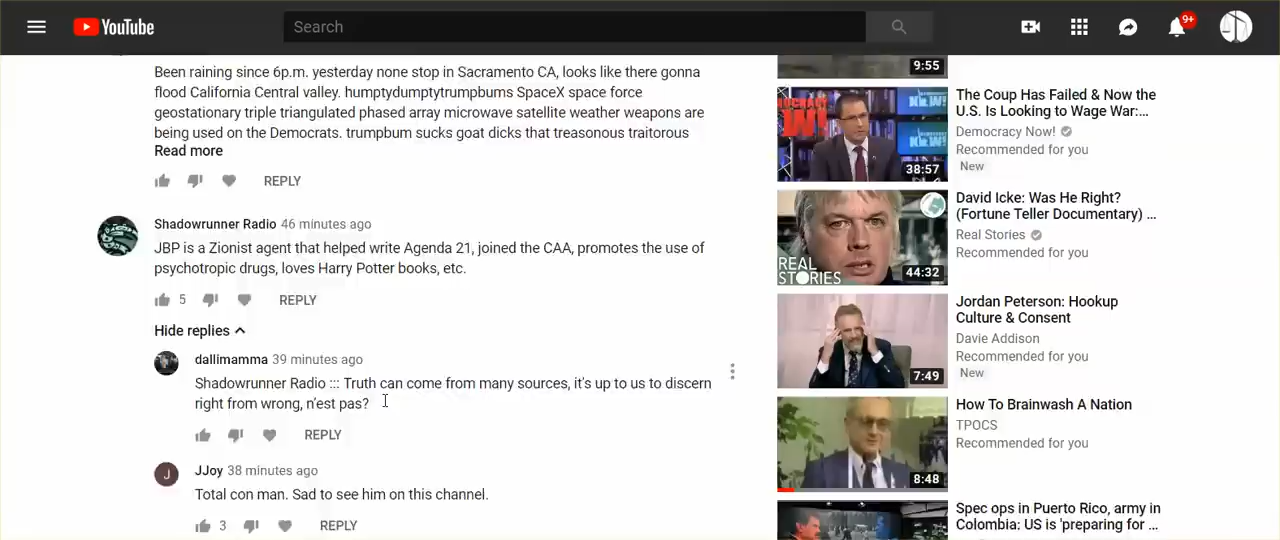 YouTube
Search
9+
Been raining since 6p.m. yesterday none stop in Sacramento CA, looks like there gonna
flood California Central valley. humptydumptytrumpbums SpaceX space force
geostationary triple triangulated phased array microwave satellite weather weapons are
being used on the Democrats. trumpbum sucks goat dicks that treasonous traitorous
Read more
REPLY
Shadowrunner Radio 46 minutes ago
JBP is a Zionist agent that helped write Agenda 21, joined the CAA, promotes the use of
psychotropic drugs, loves Harry Potter books, etc.
5 REPLY
Hide replies
dallimamma 39 minutes ago
Shadowrunner Radio ::: Truth can come from many sources, it's up to us to discern
right from wrong, n'est pas?
REPLY
J
JJoy 38 minutes ago
Total con man. Sad to see him on this channel.
3 REPLY
9:55
38:57
The Coup Has Failed & Now the
U.S. Is Looking to Wage War:...
Democracy Now!
Recommended for you
New
REAL
STORIES
44:32
David Icke: Was He Right?
(Fortune Teller Documentary) ...
Real Stories
Recommended for you
7:49
Jordan Peterson: Hookup
Culture & Consent
Davie Addison
Recommended for you
New
8:48
How To Brainwash A Nation
TPOCS
Recommended for you
Spec ops in Puerto Rico, army in
Colombia: US is 'preparing for ...